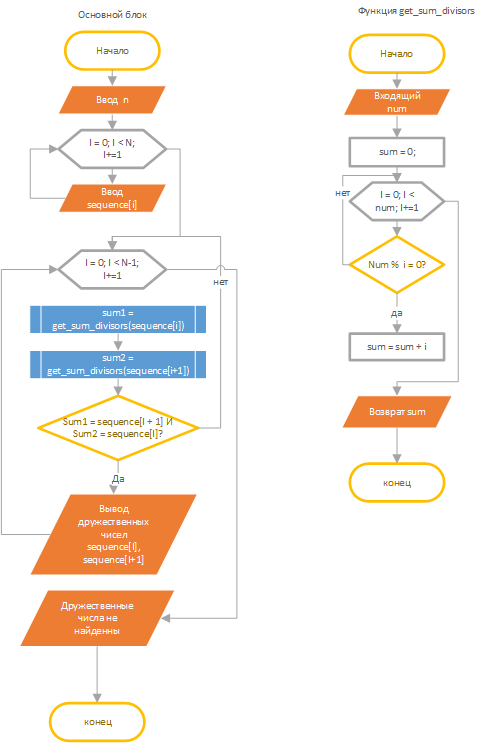 Основной блок
Начало
Ввод n
I = 0; I < N;
I+=1
Ввод
sequence[i]
I = 0; I < N-1;
I+=1
нет
sum1 =
get_sum_divisors(sequence[i])
sum2 =
get_sum_divisors(sequence[i+1])
Sum1 = sequence[I + 1] И
Sum2 = sequence[I]?
Да
Вывод
дружественных
чисел
sequence[i],
sequence[I+1]
Дружественные
числа не
найденны
конец
Функция get_sum_divisors
Начало
Входящий
num
sum = 0;
нет
I = 0; I <
num; I+=1
Num % i = 0?
да
sum = sum + i
Возврат sum
конец